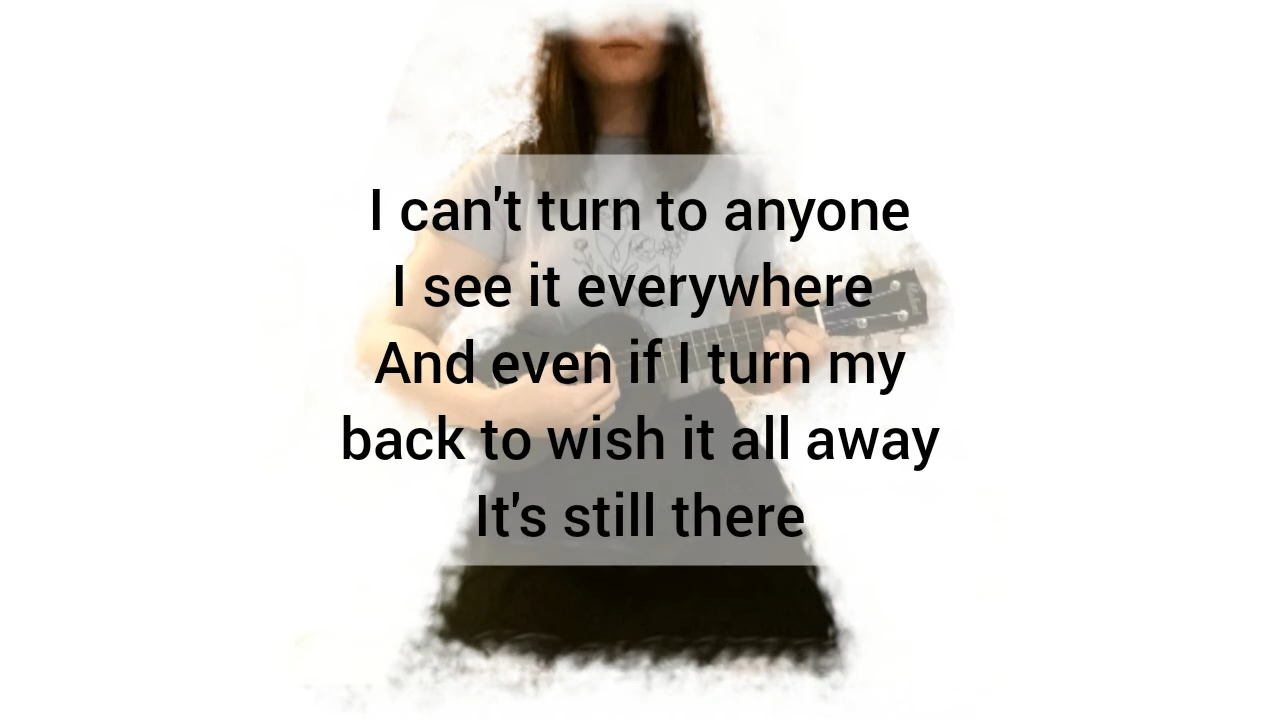 I can't turn to anyone
I see it everywhere
And even if I turn my
back to wish it all away
It's still there